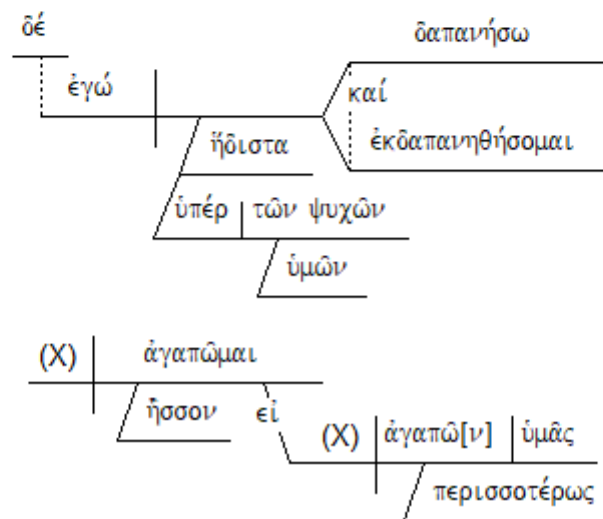 δέ
δαπανήσω
ἐγώ
καί
ἥδιστα
ἐκδαπανηθήσομαι
ὑπέρ τῶν ψυχῶν
ὑμῶν
(X) ἀγαπῶμαι
ἧσσον εἰ
(X) ἀγαπῶ[ν] ὑμᾶς
περισσοτέρως